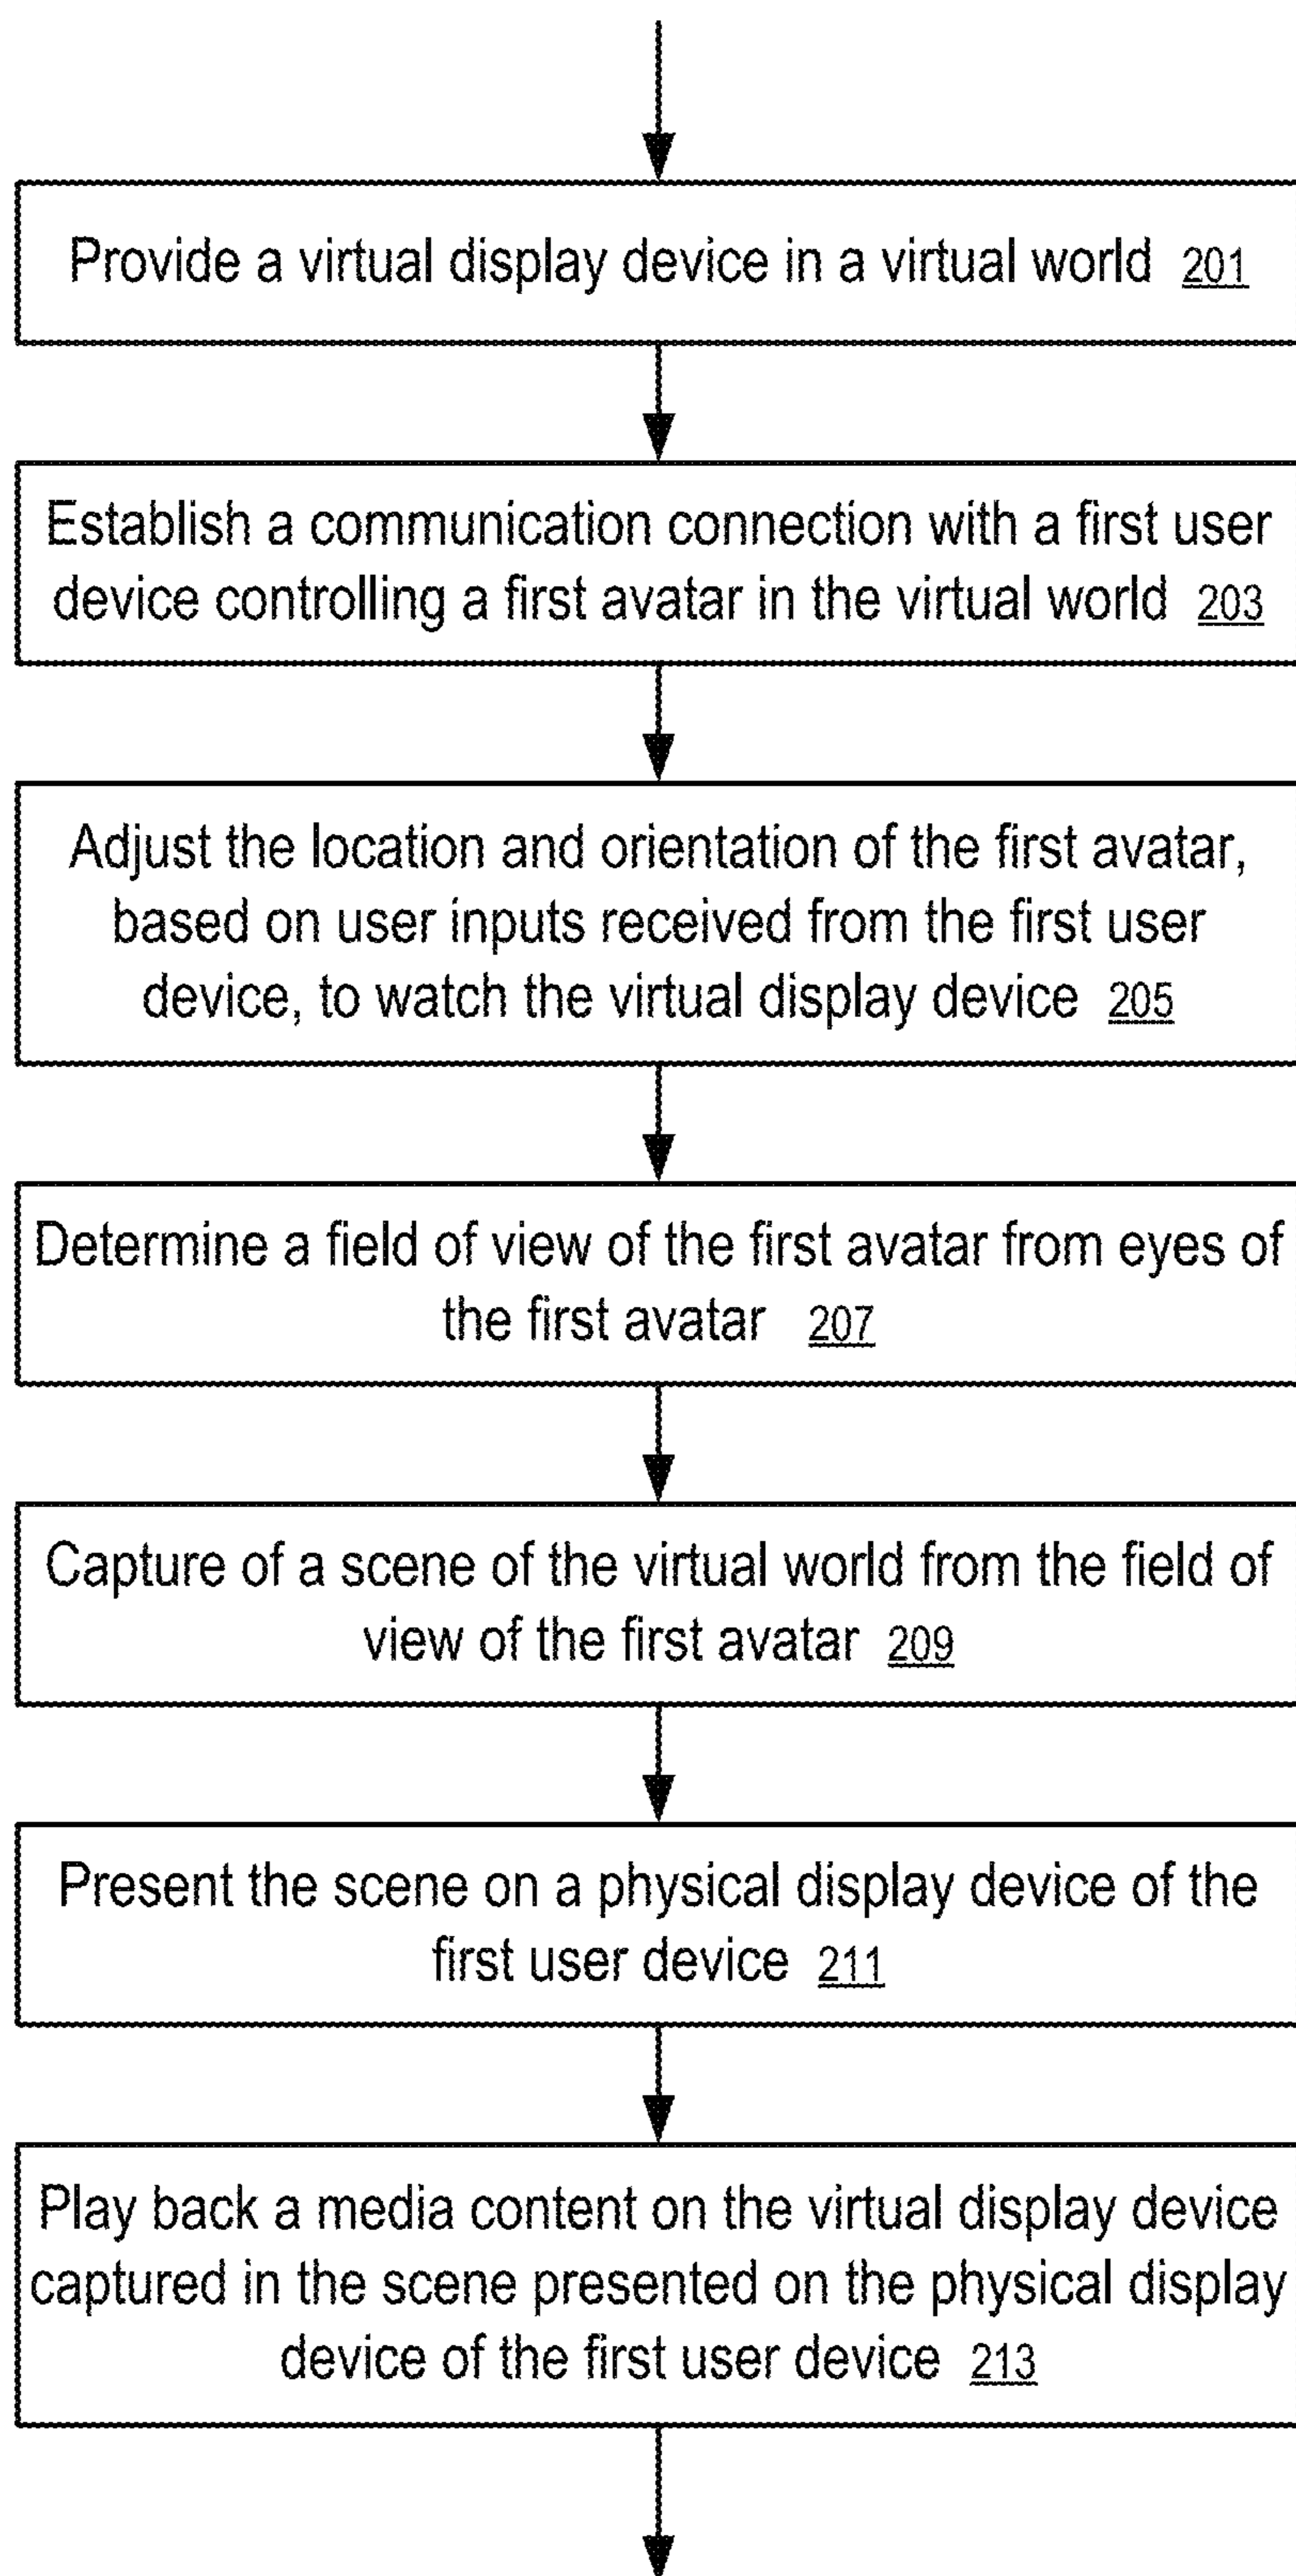 Provide a virtual display device in a virtual world 201
Establish a communication connection with a first user
device controlling a first avatar in the virtual world 203
Adjust the location and orientation of the first avatar,
based on user inputs received from the first user
device, to watch the virtual display device 205
Determine a field of view of the first avatar from eyes of
the first avatar 207
Capture of a scene of the virtual world from the field of
view of the first avatar 209
Present the scene on a physical display device of the
first user device 211
Play back a media content on the virtual display device
captured in the scene presented on the physical display
device of the first user device 213